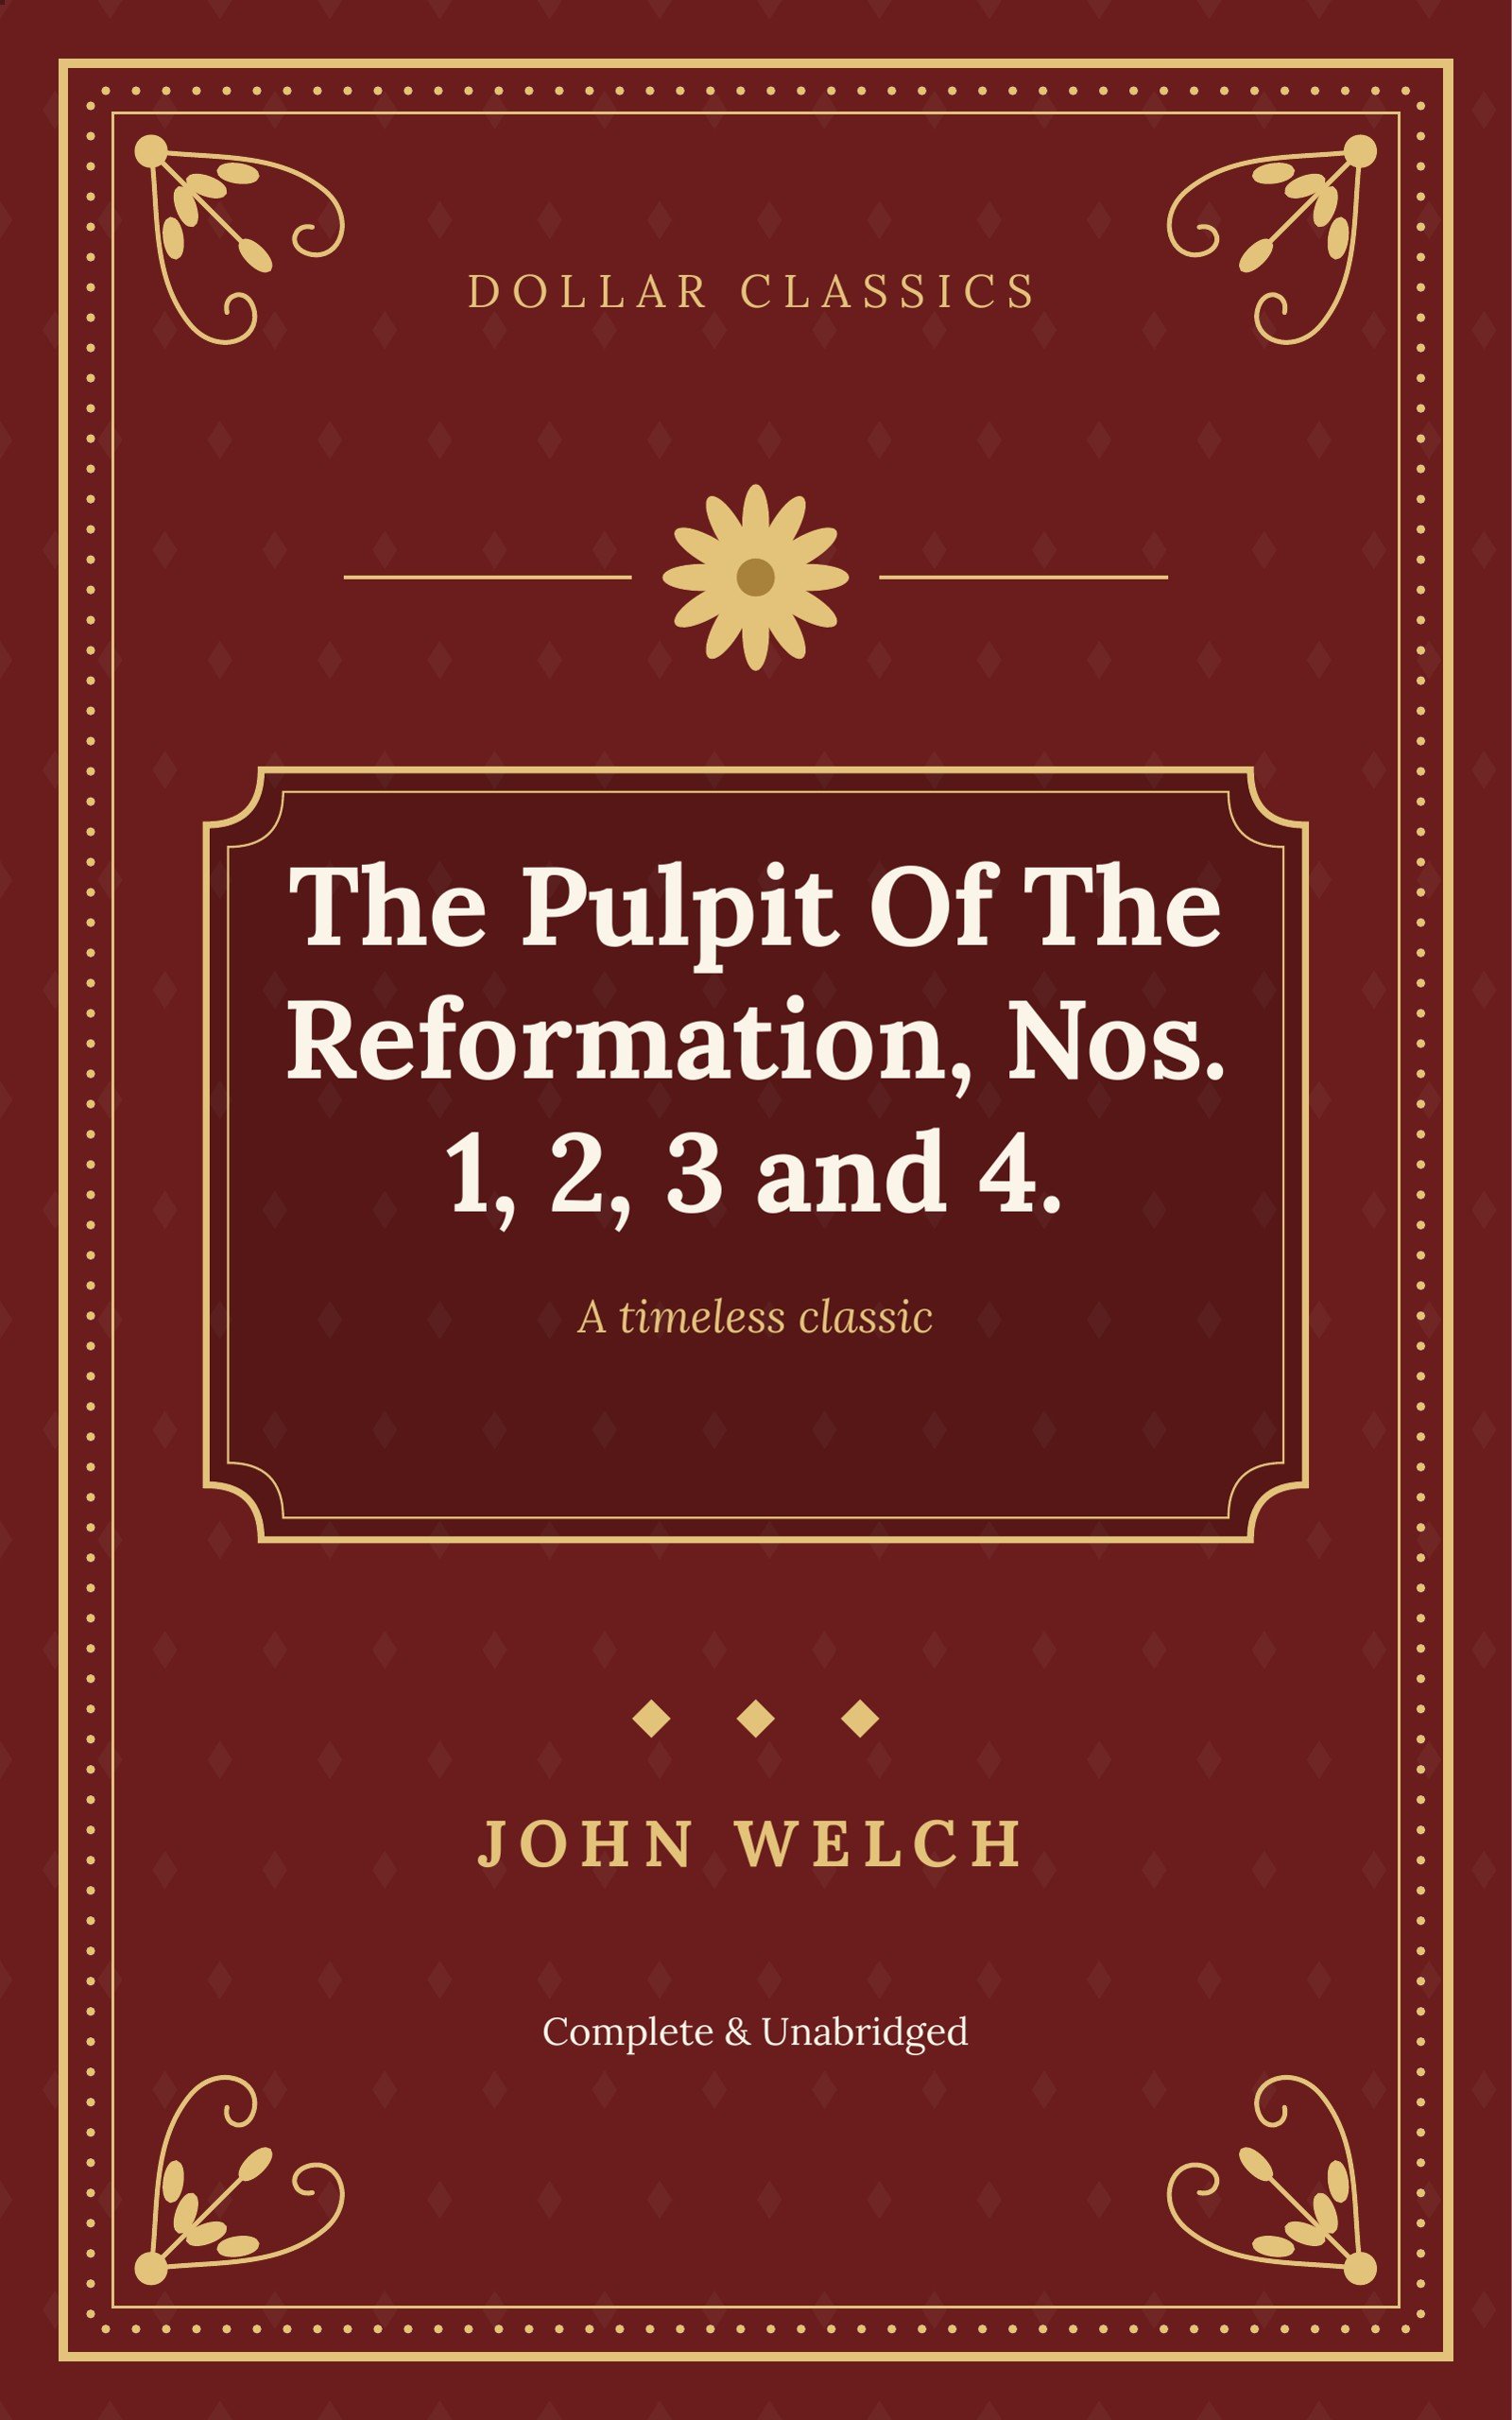 DOLLAR CLASSICS
The Pulpit Of The
Reformation, Nos.
1, 2, 3 and 4.
A timeless classic
JOHN WELCH
Complete & Unabridged